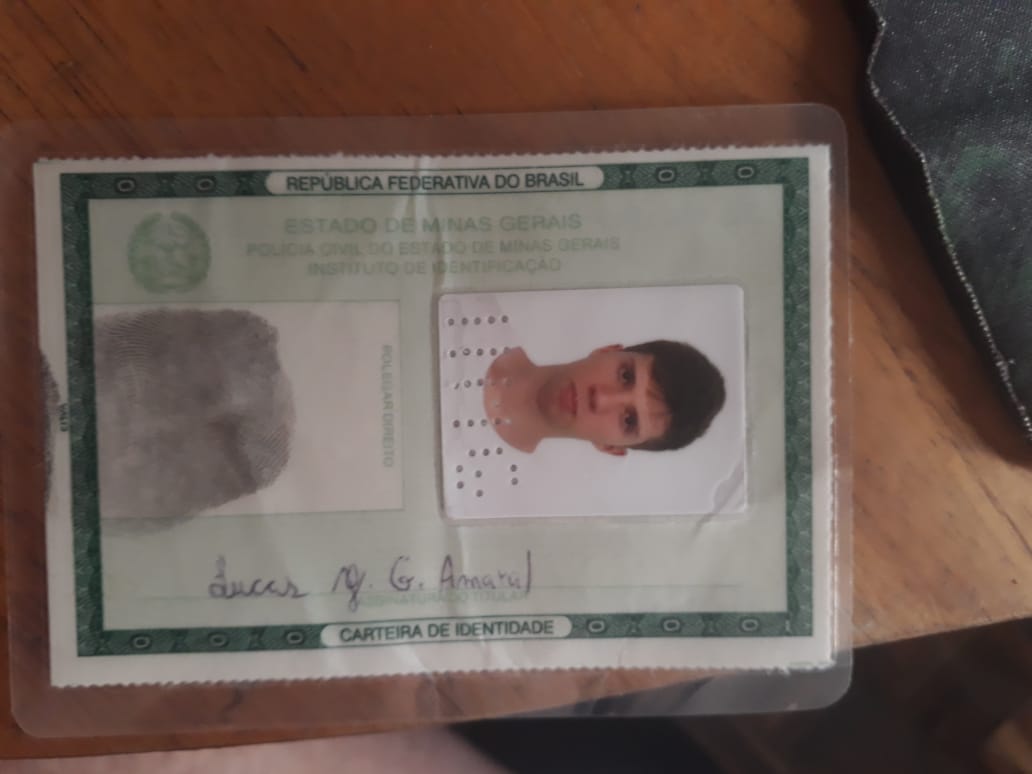 REPÚBLICA FEDERATIVA DO BRASIL
ESTADO DE MINAS GERAIS
POLÍCIA CIVIL DO ESTADO DE MINAS GERAIS
INSTITUTO DE IDENTIFICAÇÃO
POLEGAR DIREITO
Lucas G. Amaral
ASSINATURA DO TITULAR
CARTEIRA DE IDENTIDADE